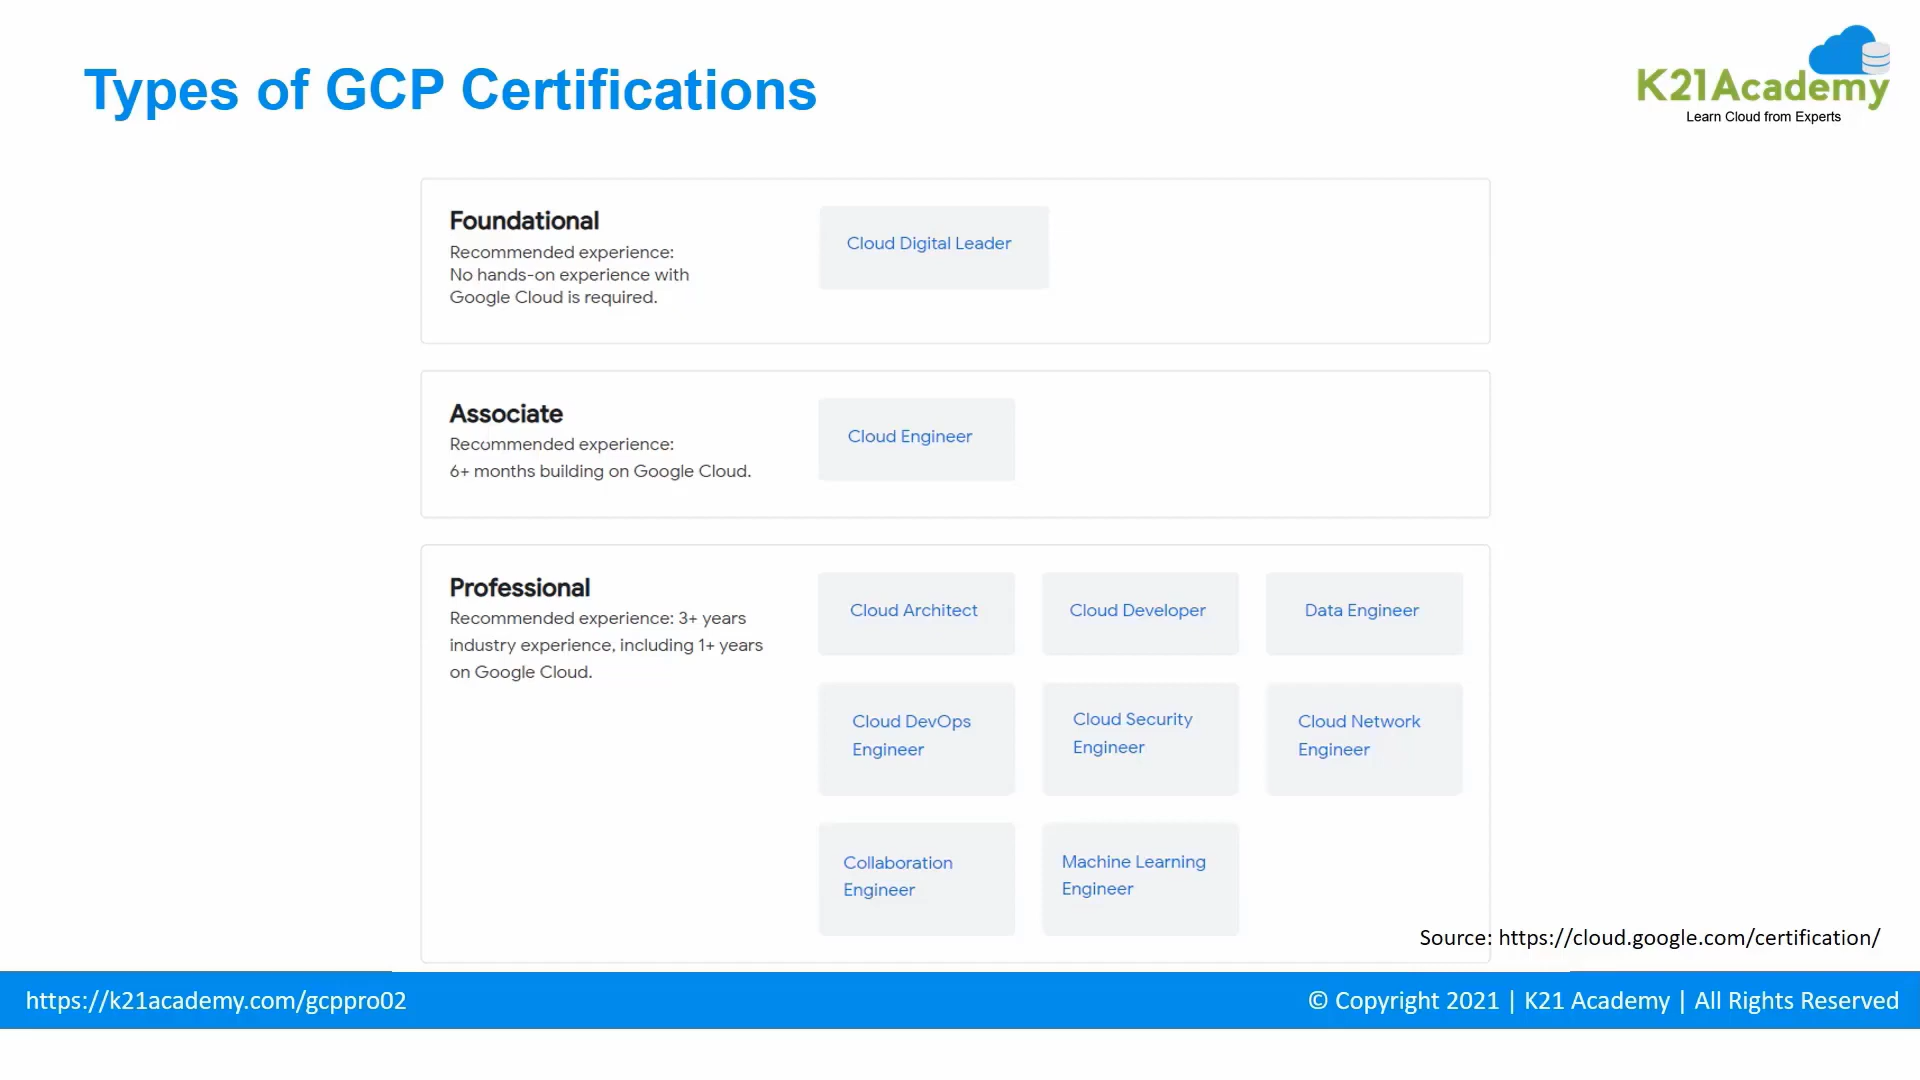 Types of GCP Certifications
K21Academy
Learn Cloud from Experts
Foundational
Recommended experience:
No hands-on experience with
Google Cloud is required.
Cloud Digital Leader
Associate
Recommended experience:
6+ months building on Google Cloud.
Cloud Engineer
Professional
Recommended experience: 3+ years
industry experience, including 1+ years
on Google Cloud.
Cloud Architect
Cloud Developer
Data Engineer
Cloud DevOps
Engineer
Cloud Security
Engineer
Cloud Network
Engineer
Collaboration
Engineer
Machine Learning
Engineer
Source: https://cloud.google.com/certification/
https://k21academy.com/gcppro02
© Copyright 2021 | K21 Academy | All Rights Reserved